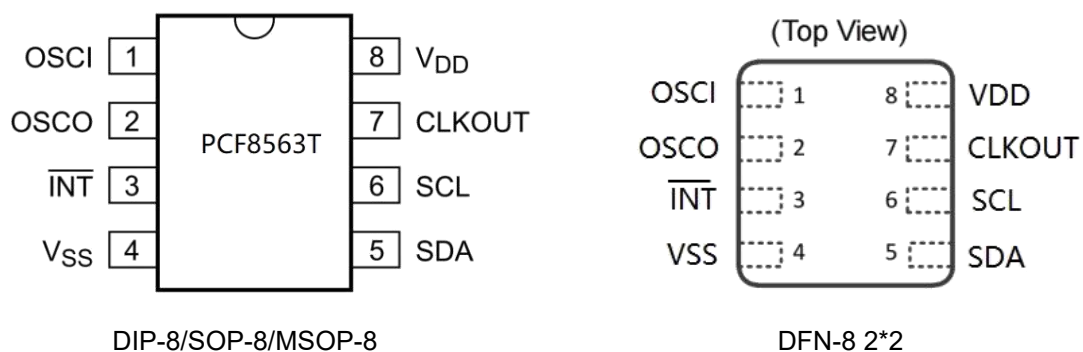 OSCI 1 8 VDD
OSCO 2 7 CLKOUT
INT 3 6 SCL
VSS 4 5 SDA
PCF8563T
DIP-8/SOP-8/MSOP-8
(Top View)
OSCI 1 8 VDD
OSCO 2 7 CLKOUT
INT 3 6 SCL
VSS 4 5 SDA
DFN-8 2*2